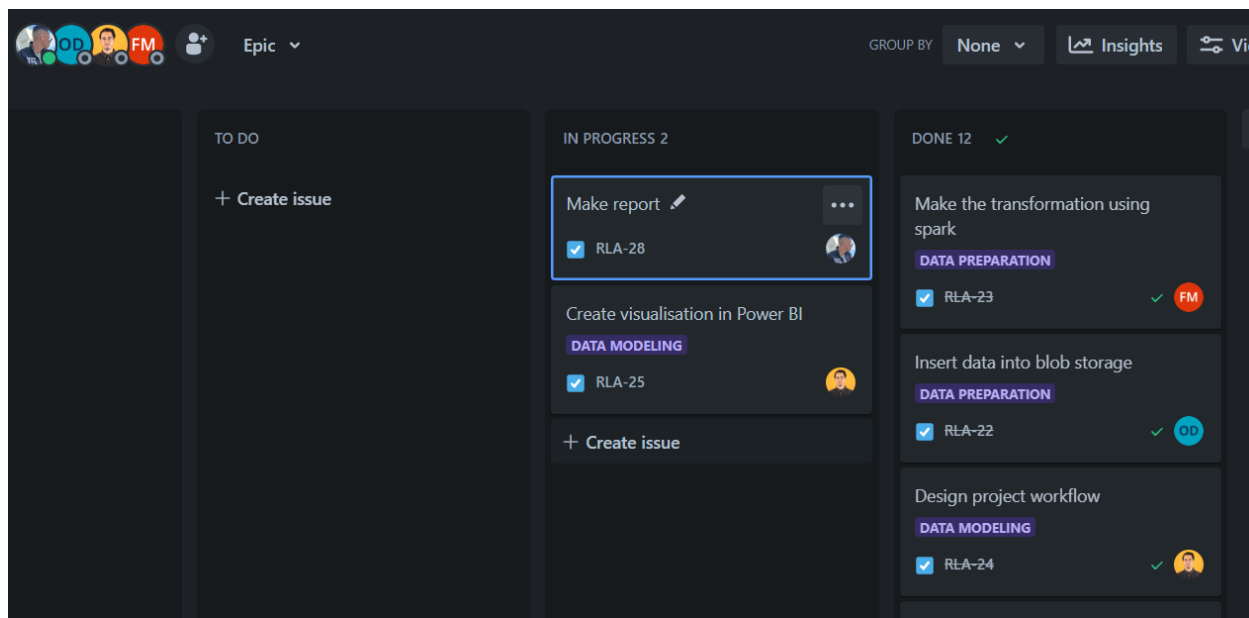 OD
FM
Epic
GROUP BY
None
Insights
TO DO
+ Create issue
IN PROGRESS 2
Make report
RLA-28
Create visualisation in Power BI
DATA MODELING
RLA-25
+ Create issue
DONE 12
Make the transformation using
spark
DATA PREPARATION
RLA-23
FM
Insert data into blob storage
DATA PREPARATION
RLA-22
OD
Design project workflow
DATA MODELING
RLA-24